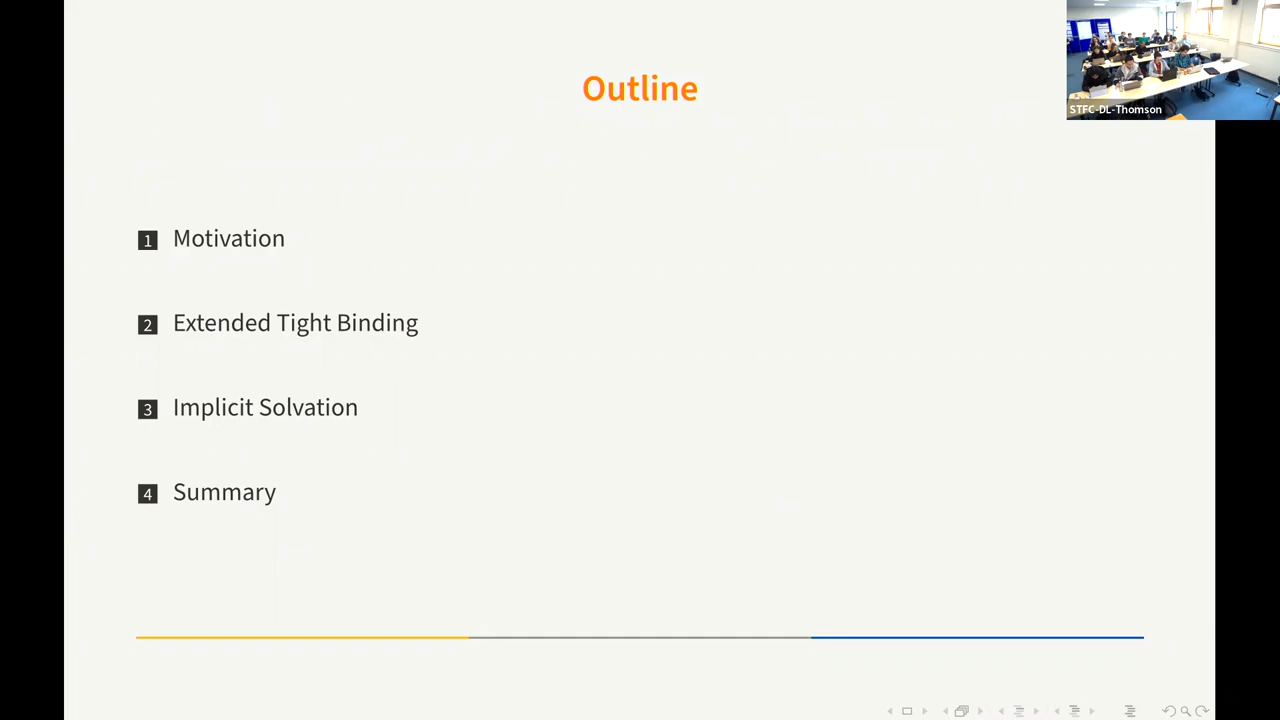 Outline
STFC-DL-Thomson
1 Motivation
2 Extended Tight Binding
3 Implicit Solvation
4 Summary